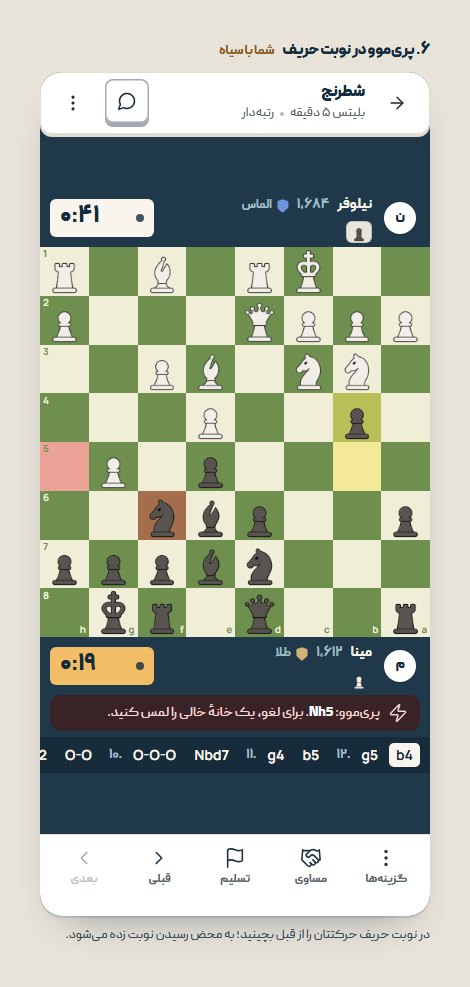 ۶. پری‌موو در نوبت حریف شما با سیاه
شطرنج
بلیتس ۵ دقیقه • رتبه‌دار
ن
نیلوفر ۱٬۶۸۴ الماس
۰:۴۱
1
2
3
4
5
6
7
8
h g f e d c b a
م
مینا ۱٬۶۱۲ طلا
۰:۱۹
پری‌موو: Nh5. برای لغو، یک خانهٔ خالی را لمس کنید.
2 O-O ۱۰. O-O-O Nbd7 ۱۱. g4 b5 ۱۲. g5 b4
گزینه‌ها
مساوی
تسلیم
قبلی
بعدی
در نوبت حریف حرکتتان را از قبل بچینید؛ به محض رسیدن نوبت زده می‌شود.